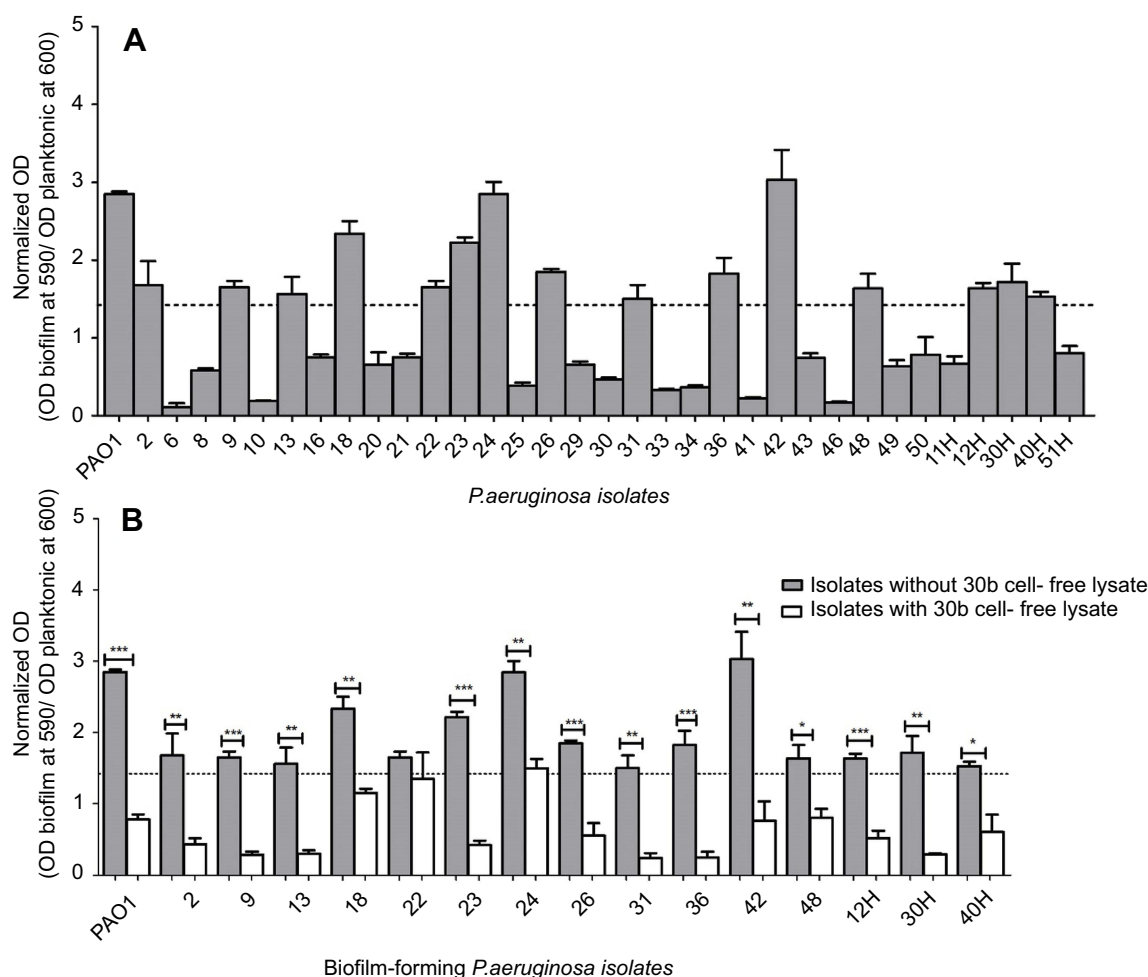 A
Normalized OD
(OD biofilm at 590/ OD planktonic at 600)
5
4
3
2
1
0
PAO1 2 6 8 9 10 13 16 18 20 21 22 23 24 25 26 29 30 31 33 34 36 41 42 43 46 48 49 50 11H 12H 30H 40H 51H
P.aeruginosa isolates
B
Normalized OD
(OD biofilm at 590/ OD planktonic at 600)
5
4
3
2
1
0
Isolates without 30b cell- free lysate
Isolates with 30b cell- free lysate
*** ** *** ** ** *** ** *** ** *** ** * *** ** *
PAO1 2 9 13 18 22 23 24 26 31 36 42 48 12H 30H 40H
Biofilm-forming P.aeruginosa isolates